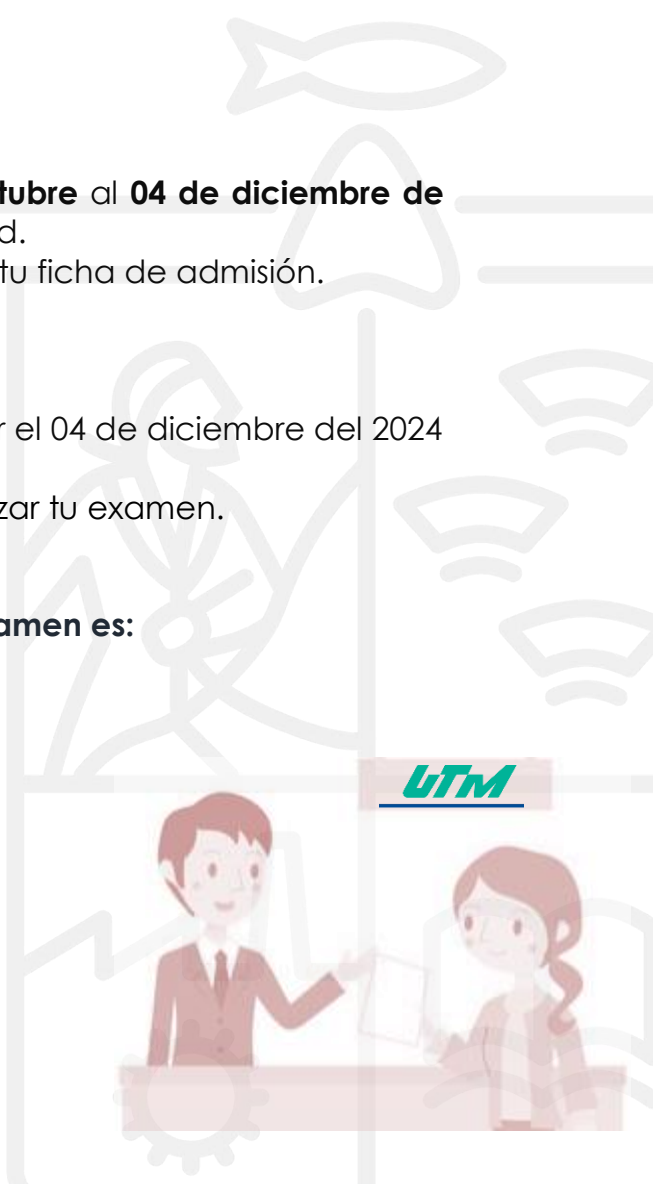 tubre al 04 de diciembre de
d.
tu ficha de admisión.
r el 04 de diciembre del 2024
zar tu examen.
amen es:
UTM